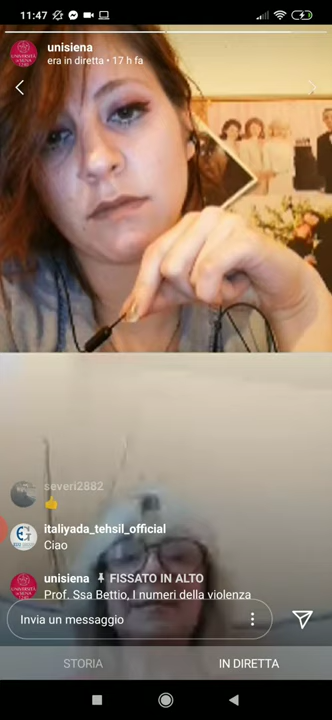 11:47
unisiena
era in diretta • 17 h fa
severi2882
👍
italiyada_tehsil_official
Ciao
unisiena FISSATO IN ALTO
Prof. Ssa Bettio, I numeri della violenza
Invia un messaggio
STORIA
IN DIRETTA